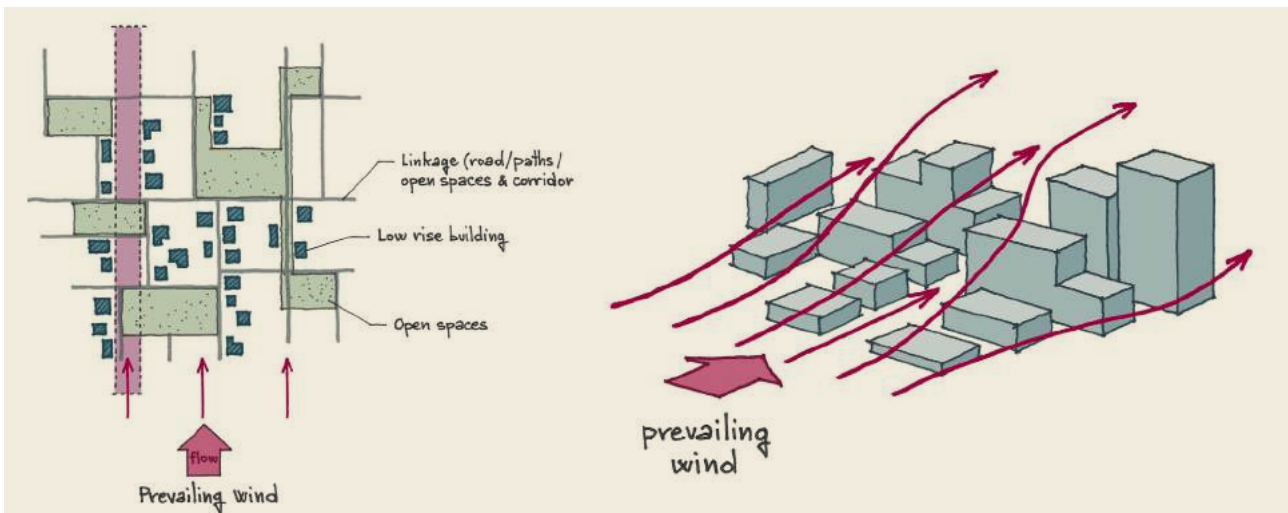 Linkage (road/paths/
open spaces & corridor
Low rise building
Open spaces
flow
Prevailing wind
prevailing
wind